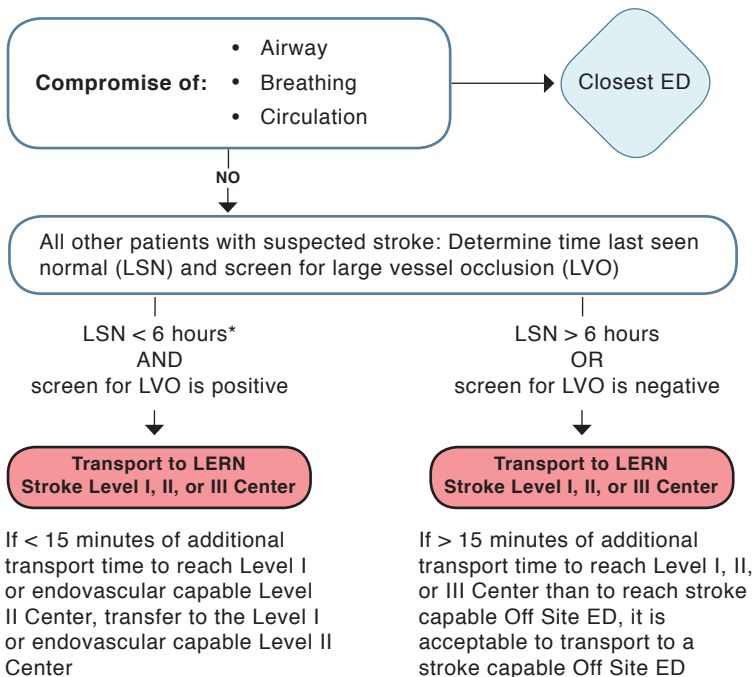 Compromise of:
• Airway
• Breathing
• Circulation
Closest ED
NO
All other patients with suspected stroke: Determine time last seen
normal (LSN) and screen for large vessel occlusion (LVO)
LSN < 6 hours*
AND
screen for LVO is positive
LSN > 6 hours
OR
screen for LVO is negative
Transport to LERN
Stroke Level I, II, or III Center
Transport to LERN
Stroke Level I, II, or III Center
If < 15 minutes of additional
transport time to reach Level I
or endovascular capable Level
II Center, transfer to the Level I
or endovascular capable Level II
Center
If > 15 minutes of additional
transport time to reach Level I, II,
or III Center than to reach stroke
capable Off Site ED, it is
acceptable to transport to a
stroke capable Off Site ED